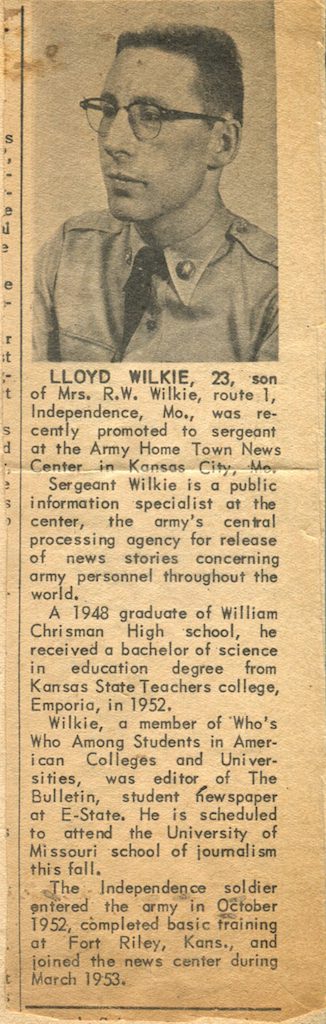 LLOYD WILKIE, 23, son
of Mrs. R.W. Wilkie, route 1,
Independence, Mo., was re-
cently promoted to sergeant
at the Army Home Town News
Center in Kansas City, Mo.
Sergeant Wilkie is a public
information specialist at the
center, the army's central
processing agency for release
of news stories concerning
army personnel throughout the
world.
A 1948 graduate of William
Chrisman High school, he
received a bachelor of science
in education degree from
Kansas State Teachers college,
Emporia, in 1952.
Wilkie, a member of Who's
Who Among Students in Amer-
ican Colleges and Univer-
sities, was editor of The
Bulletin, student newspaper
at E-State. He is scheduled
to attend the University of
Missouri school of journalism
this fall.
The Independence soldier
entered the army in October
1952, completed basic training
at Fort Riley, Kans., and
joined the news center during
March 1953.